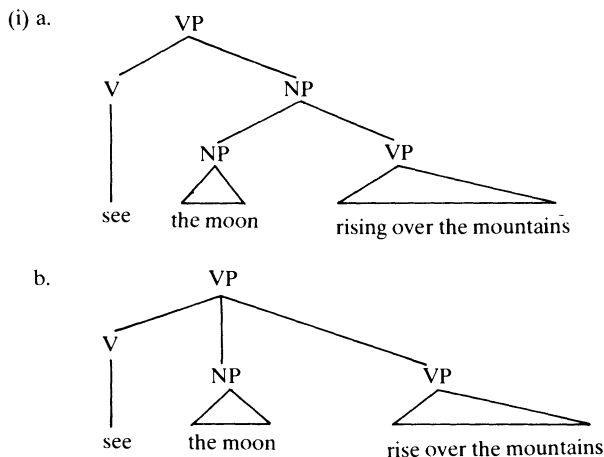 (i) a. VP
V NP
NP VP
see the moon rising over the mountains
b. VP
V NP VP
see the moon rise over the mountains